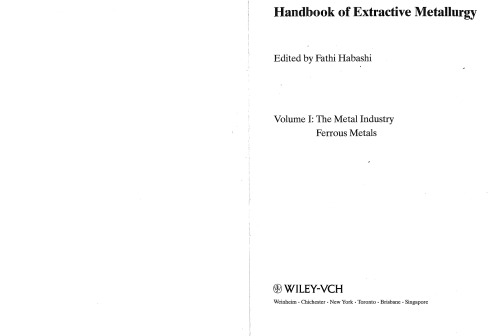 Handbook of Extractive Metallurgy
Edited by Fathi Habashi
Volume I: The Metal Industry
Ferrous Metals
WILEY-VCH
Weinheim · Chichester · New York · Toronto · Brisbane · Singapore